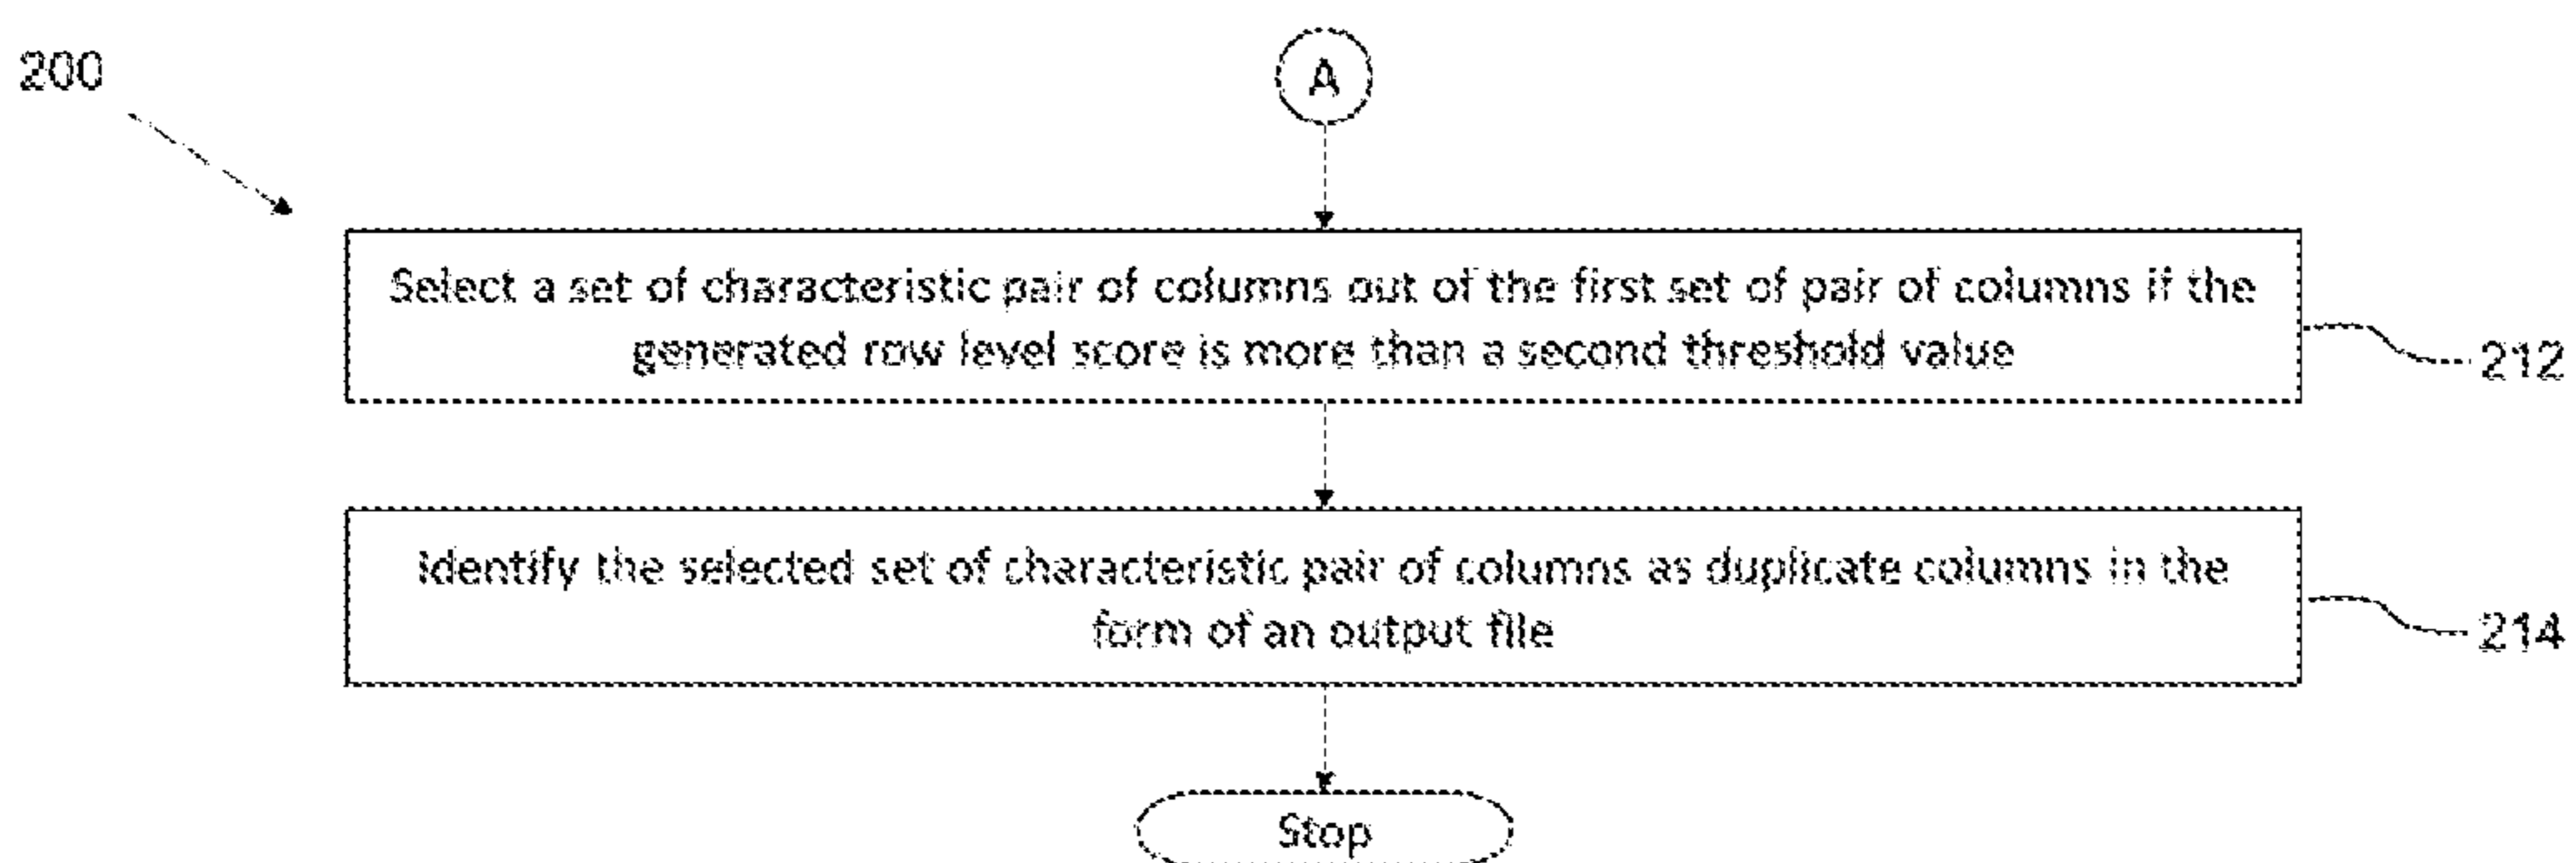 200
A
Select a set of characteristic pair of columns out of the first set of pair of columns if the
generated row level score is more than a second threshold value
212
Identify the selected set of characteristic pair of columns as duplicate columns in the
form of an output file
214
Stop